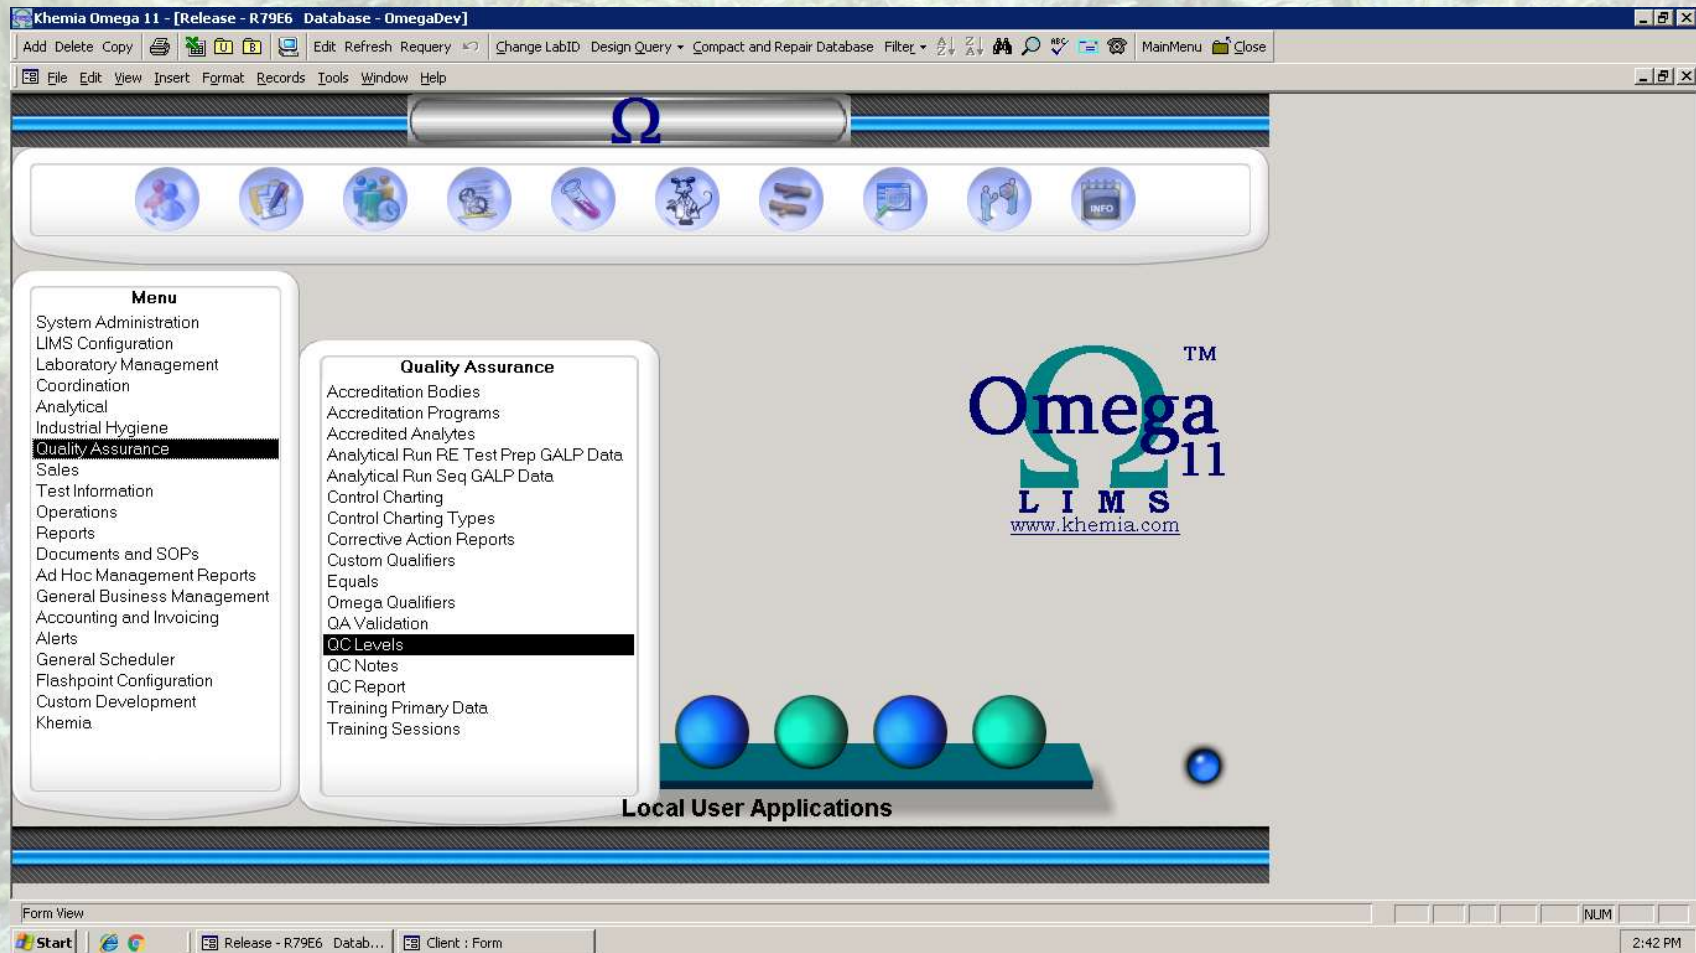 Khemia Omega 11 - [Release - R79E6 Database - OmegaDev]
Add Delete Copy U B Edit Refresh Requery Change LabID Design Query Compact and Repair Database Filter MainMenu Close
File Edit View Insert Format Records Tools Window Help
Ω
INFO
Menu
System Administration
LIMS Configuration
Laboratory Management
Coordination
Analytical
Industrial Hygiene
Quality Assurance
Sales
Test Information
Operations
Reports
Documents and SOPs
Ad Hoc Management Reports
General Business Management
Accounting and Invoicing
Alerts
General Scheduler
Flashpoint Configuration
Custom Development
Khemia
Quality Assurance
Accreditation Bodies
Accreditation Programs
Accredited Analytes
Analytical Run RE Test Prep GALP Data
Analytical Run Seq GALP Data
Control Charting
Control Charting Types
Corrective Action Reports
Custom Qualifiers
Equals
Omega Qualifiers
QA Validation
QC Levels
QC Notes
QC Report
Training Primary Data
Training Sessions
Ω TM
Omega
11
LIMS
www.khemia.com
Local User Applications
Form View NUM
Start Release - R79E6 Datab... Client : Form 2:42 PM